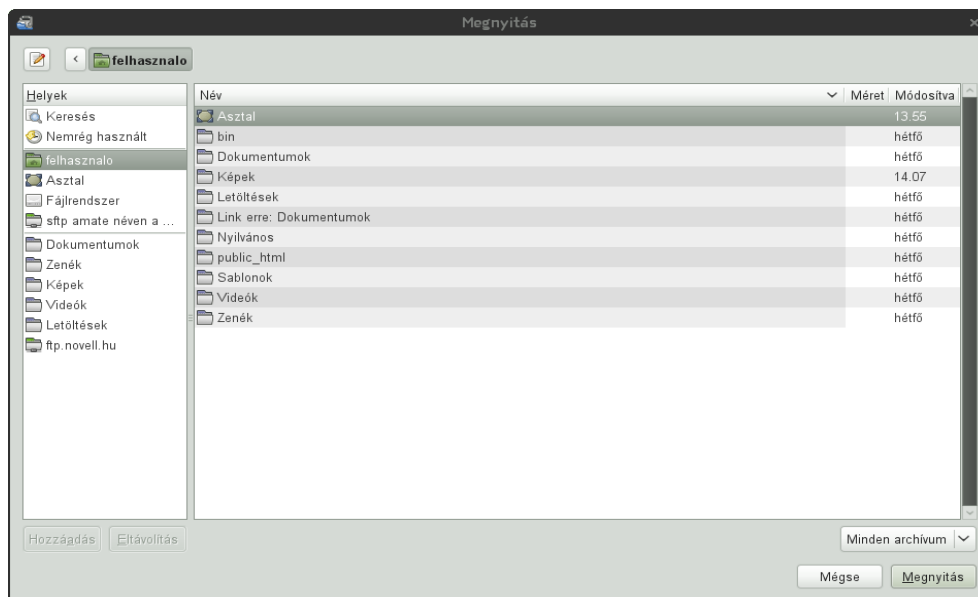 Megnyitás
felhasznalo
Helyek
Keresés
Nemrég használt
felhasznalo
Asztal
Fájlrendszer
sftp amate néven a ...
Dokumentumok
Zenék
Képek
Videók
Letöltések
ftp.novell.hu
Név Méret Módosítva
Asztal 13.55
bin hétfő
Dokumentumok hétfő
Képek 14.07
Letöltések hétfő
Link erre: Dokumentumok hétfő
Nyilvános hétfő
public_html hétfő
Sablonok hétfő
Videók hétfő
Zenék hétfő
Hozzáadás Eltávolítás
Minden archívum
Mégse Megnyitás